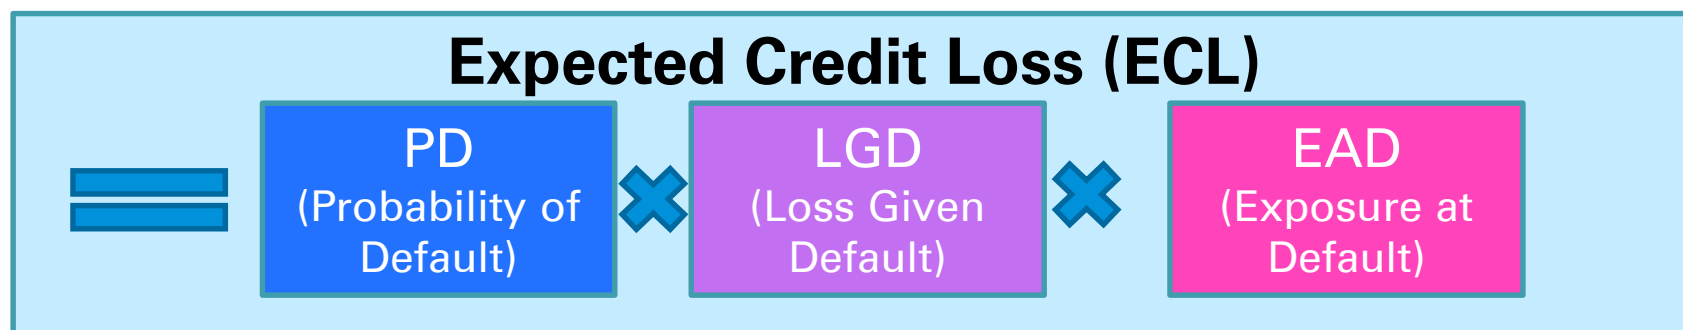 Expected Credit Loss (ECL)
PD
(Probability of
Default)
LGD
(Loss Given
Default)
EAD
(Exposure at
Default)